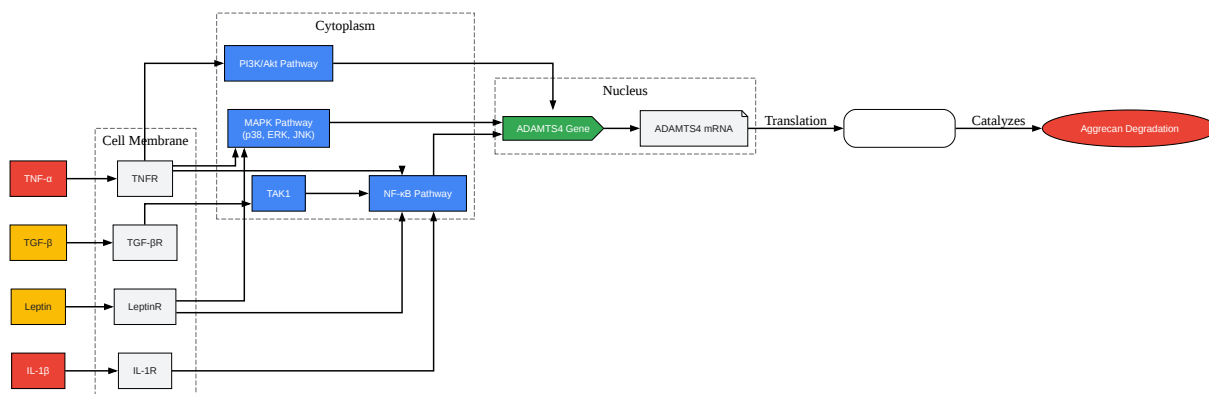 Cytoplasm
PI3K/Akt Pathway
Nucleus
MAPK Pathway
(p38, ERK, JNK)
ADAMTS4 Gene
ADAMTS4 mRNA
Translation
Catalyzes
Aggrecan Degradation
Cell Membrane
TNF-α
TNFR
TAK1
NF-κB Pathway
TGF-β
TGF-βR
Leptin
LeptinR
IL-1β
IL-1R